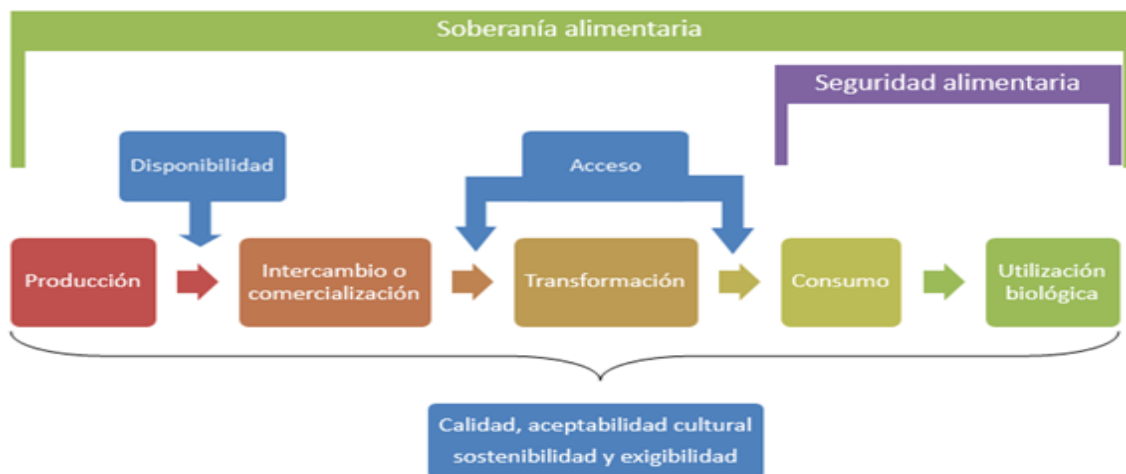 Soberanía alimentaria
Seguridad alimentaria
Disponibilidad
Acceso
Producción
Intercambio o
comercialización
Transformación
Consumo
Utilización
biológica
Calidad, aceptabilidad cultural
sostenibilidad y exigibilidad